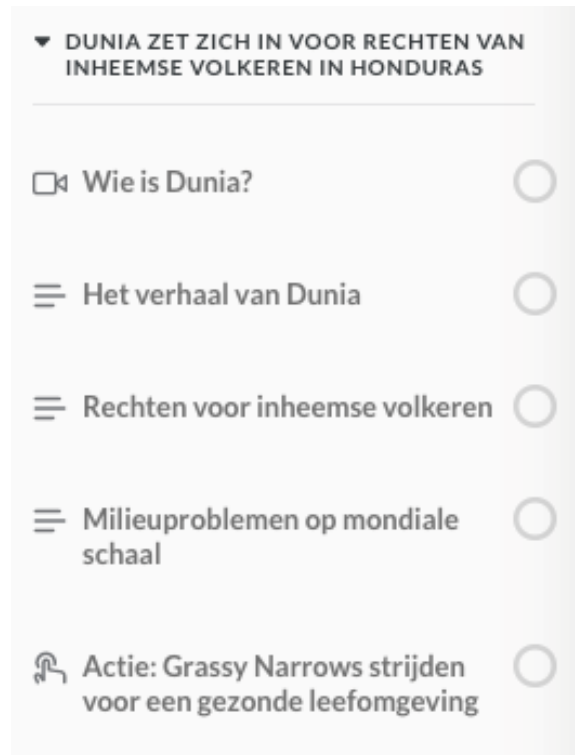 DUNIA ZET ZICH IN VOOR RECHTEN VAN
INHEEMSE VOLKEREN IN HONDURAS
Wie is Dunia?
Het verhaal van Dunia
Rechten voor inheemse volkeren
Milieuproblemen op mondiale
schaal
Actie: Grassy Narrows strijden
voor een gezonde leefomgeving